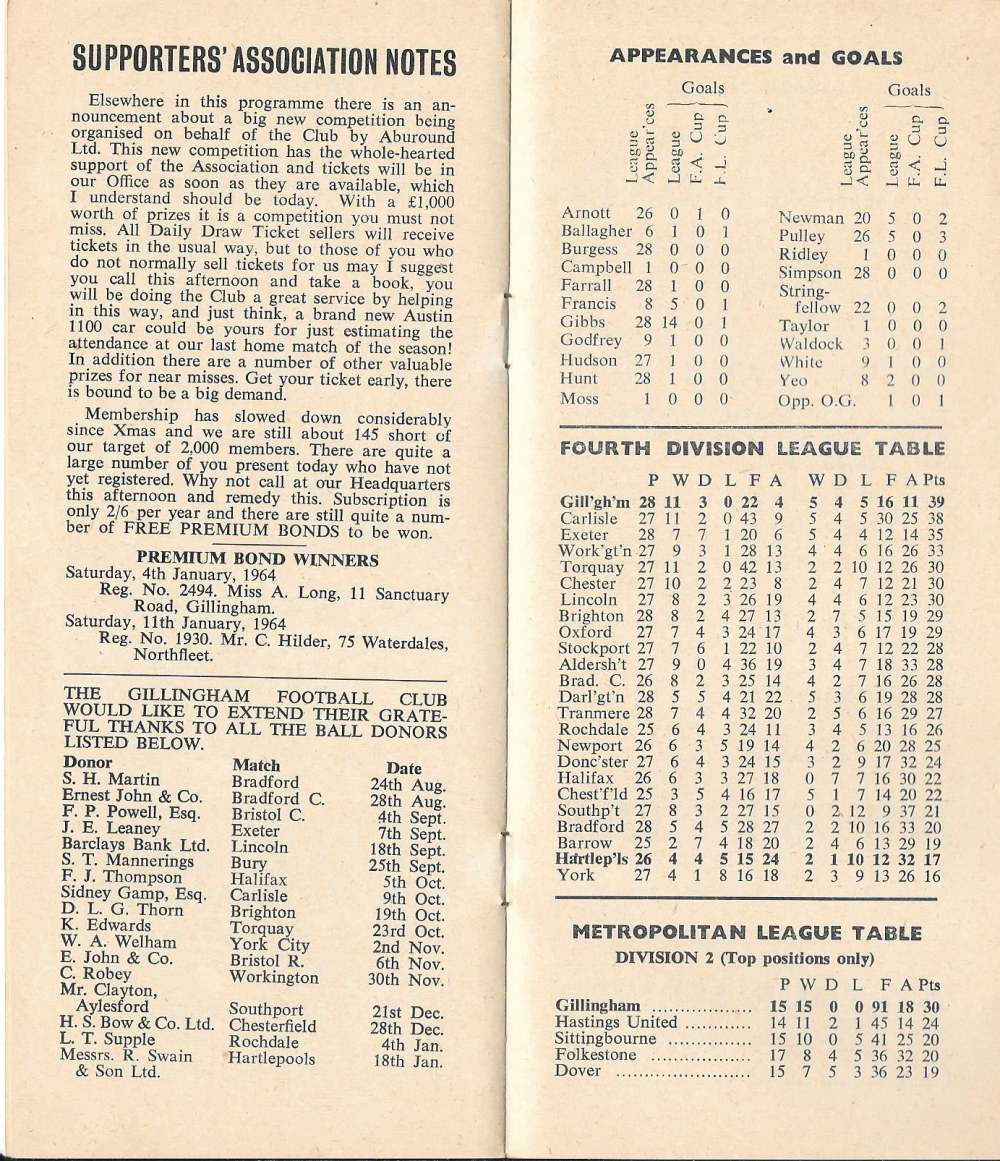 SUPPORTERS' ASSOCIATION NOTES
Elsewhere in this programme there is an an-
nouncement about a big new competition being
organised on behalf of the Club by Aburound
Ltd. This new competition has the whole-hearted
support of the Association and tickets will be in
our Office as soon as they are available, which
I understand should be today. With a £1,000
worth of prizes it is a competition you must not
miss. All Daily Draw Ticket sellers will receive
tickets in the usual way, but to those of you who
do not normally sell tickets for us may I suggest
you call this afternoon and take a book, you
will be doing the Club a great service by helping
in this way, and just think, a brand new Austin
1100 car could be yours for just estimating the
attendance at our last home match of the season!
In addition there are a number of other valuable
prizes for near misses. Get your ticket early, there
is bound to be a big demand.
Membership has slowed down considerably
since Xmas and we are still about 145 short of
our target of 2,000 members. There are quite a
large number of you present today who have not
yet registered. Why not call at our Headquarters
this afternoon and remedy this. Subscription is
only 2/6 per year and there are still quite a num-
ber of FREE PREMIUM BONDS to be won.
PREMIUM BOND WINNERS
Saturday, 4th January, 1964
Reg. No. 2494. Miss A. Long, 11 Sanctuary
Road, Gillingham.
Saturday, 11th January, 1964
Reg. No. 1930. Mr. C. Hilder, 75 Waterdales,
Northfleet.
THE GILLINGHAM FOOTBALL CLUB
WOULD LIKE TO EXTEND THEIR GRATE-
FUL THANKS TO ALL THE BALL DONORS
LISTED BELOW.
Donor Match Date
S. H. Martin Bradford 24th Aug.
Ernest John & Co. Bradford C. 28th Aug.
F. P. Powell, Esq. Bristol C. 4th Sept.
J. E. Leaney Exeter 7th Sept.
Barclays Bank Ltd. Lincoln 18th Sept.
S. T. Mannerings Bury 25th Sept.
F. J. Thompson Halifax 5th Oct.
Sidney Gamp, Esq. Carlisle 9th Oct.
D. L. G. Thorn Brighton 19th Oct.
K. Edwards Torquay 23rd Oct.
W. A. Welham York City 2nd Nov.
E. John & Co. Bristol R. 6th Nov.
C. Robey Workington 30th Nov.
Mr. Clayton,
Aylesford Southport 21st Dec.
H. S. Bow & Co. Ltd. Chesterfield 28th Dec.
L. T. Supple Rochdale 4th Jan.
Messrs. R. Swain Hartlepools 18th Jan.
& Son Ltd.
APPEARANCES and GOALS
Goals
League Appear'ces League F.A. Cup F.L. Cup
Arnott 26 0 1 0
Ballagher 6 1 0 1
Burgess 28 0 0 0
Campbell 1 0 0 0
Farrall 28 1 0 0
Francis 8 5 0 1
Gibbs 28 14 0 1
Godfrey 9 1 0 0
Hudson 27 1 0 0
Hunt 28 1 0 0
Moss 1 0 0 0
Goals
League Appear'ces League F.A. Cup F.L. Cup
Newman 20 5 0 2
Pulley 26 5 0 3
Ridley 1 0 0 0
Simpson 28 0 0 0
String-
fellow 22 0 0 2
Taylor 1 0 0 0
Waldock 3 0 0 1
White 9 1 0 0
Yeo 8 2 0 0
Opp. O.G. 1 0 1
FOURTH DIVISION LEAGUE TABLE
P W D L F A W D L F A Pts
Gill'gh'm 28 11 3 0 22 4 5 4 5 16 11 39
Carlisle 27 11 2 0 43 9 5 4 5 30 25 38
Exeter 28 7 7 1 20 6 5 4 4 12 14 35
Work'gt'n 27 9 3 1 28 13 4 4 6 16 26 33
Torquay 27 11 2 0 42 13 2 2 10 12 26 30
Chester 27 10 2 2 23 8 2 4 7 12 21 30
Lincoln 27 8 2 3 26 19 4 4 6 12 23 30
Brighton 28 8 2 4 27 13 2 7 5 15 19 29
Oxford 27 7 4 3 24 17 4 3 6 17 19 29
Stockport 27 7 6 1 22 10 2 4 7 12 22 28
Aldersh't 27 9 0 4 36 19 3 4 7 18 33 28
Brad. C. 26 8 2 3 25 14 4 2 7 16 26 28
Darl'gt'n 28 5 5 4 21 22 5 3 6 19 28 28
Tranmere 28 7 4 4 32 20 2 5 6 16 29 27
Rochdale 25 6 4 3 24 11 3 4 5 13 16 26
Newport 26 6 3 5 19 14 4 2 6 20 28 25
Donc'ster 27 6 4 3 24 15 3 2 9 17 32 24
Halifax 26 6 3 3 27 18 0 7 7 16 30 22
Chest'f'ld 25 3 5 4 16 17 5 1 7 14 20 22
Southp't 27 8 3 2 27 15 0 2 12 9 37 21
Bradford 28 5 4 5 28 27 2 2 10 16 33 20
Barrow 25 2 7 4 18 20 2 4 6 13 29 19
Hartlep'ls 26 4 4 5 15 24 2 1 10 12 32 17
York 27 4 1 8 16 18 2 3 9 13 26 16
METROPOLITAN LEAGUE TABLE
DIVISION 2 (Top positions only)
P W D L F A Pts
Gillingham .................. 15 15 0 0 91 18 30
Hastings United ............ 14 11 2 1 45 14 24
Sittingbourne ............... 15 10 0 5 41 25 20
Folkestone .................. 17 8 4 5 36 32 20
Dover ........................ 15 7 5 3 36 23 19